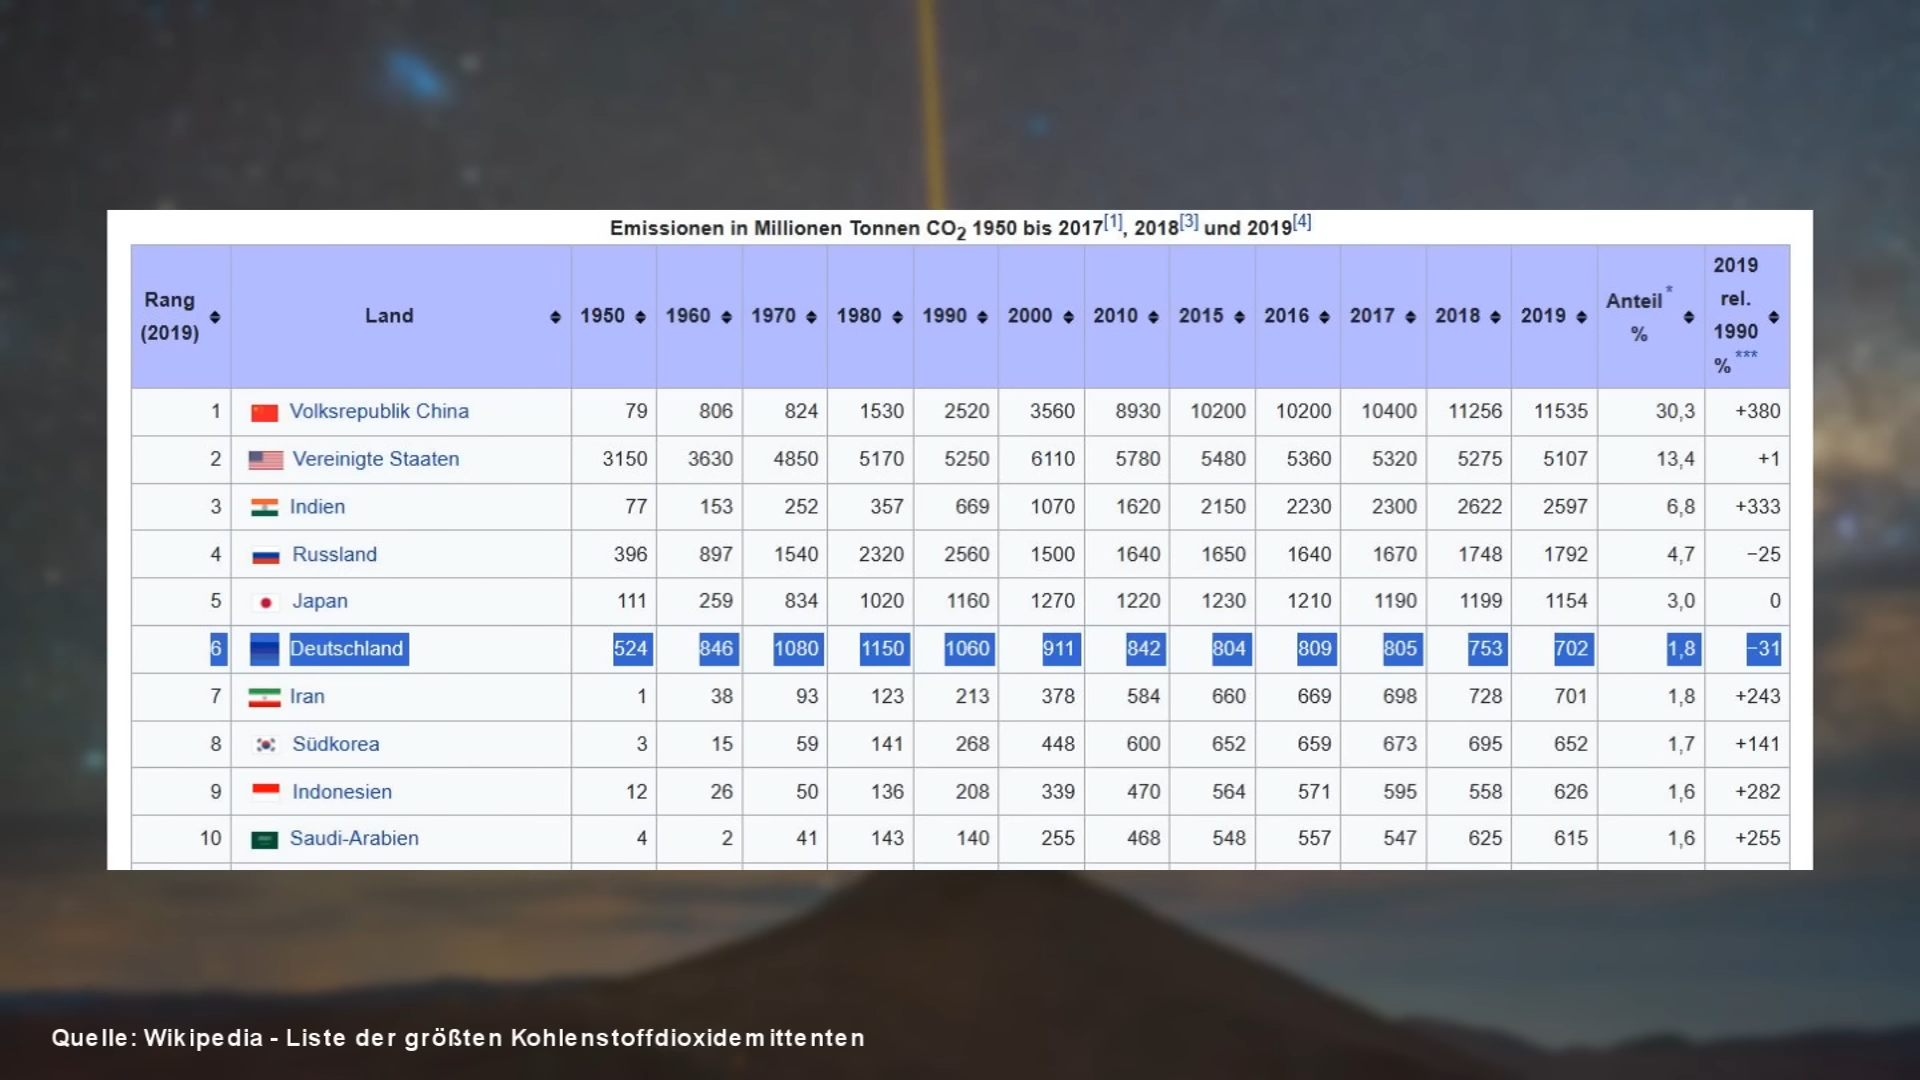 Emissionen in Millionen Tonnen CO2 1950 bis 2017[1], 2018[3] und 2019[4]
Rang (2019) Land 1950 1960 1970 1980 1990 2000 2010 2015 2016 2017 2018 2019 Anteil* % 2019 rel. 1990 %***
1 Volksrepublik China 79 806 824 1530 2520 3560 8930 10200 10200 10400 11256 11535 30,3 +380
2 Vereinigte Staaten 3150 3630 4850 5170 5250 6110 5780 5480 5360 5320 5275 5107 13,4 +1
3 Indien 77 153 252 357 669 1070 1620 2150 2230 2300 2622 2597 6,8 +333
4 Russland 396 897 1540 2320 2560 1500 1640 1650 1640 1670 1748 1792 4,7 −25
5 Japan 111 259 834 1020 1160 1270 1220 1230 1210 1190 1199 1154 3,0 0
6 Deutschland 524 846 1080 1150 1060 911 842 804 809 805 753 702 1,8 −31
7 Iran 1 38 93 123 213 378 584 660 669 698 728 701 1,8 +243
8 Südkorea 3 15 59 141 268 448 600 652 659 673 695 652 1,7 +141
9 Indonesien 12 26 50 136 208 339 470 564 571 595 558 626 1,6 +282
10 Saudi-Arabien 4 2 41 143 140 255 468 548 557 547 625 615 1,6 +255
Quelle: Wikipedia - Liste der größten Kohlenstoffdioxidemittenten